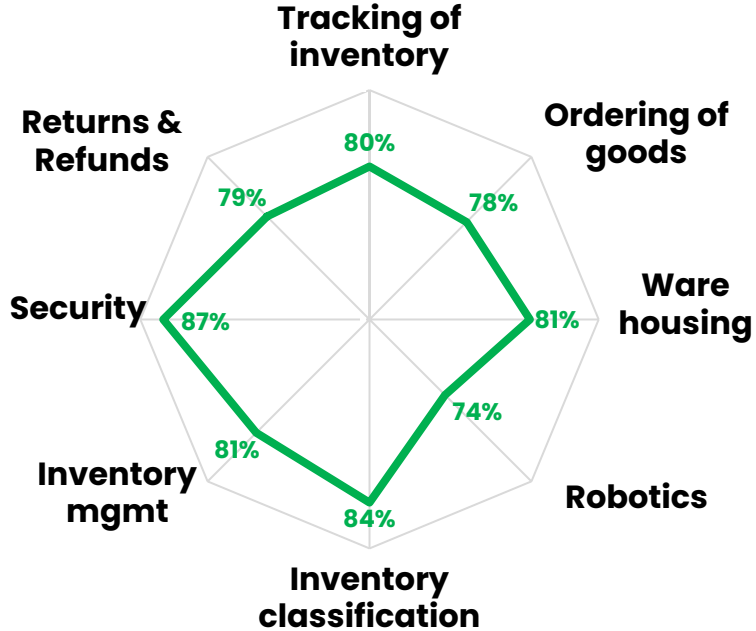 Tracking of
inventory
80%
Ordering of
goods
78%
Ware
housing
81%
Robotics
74%
Inventory
classification
84%
Inventory
mgmt
81%
Security
87%
Returns &
Refunds
79%